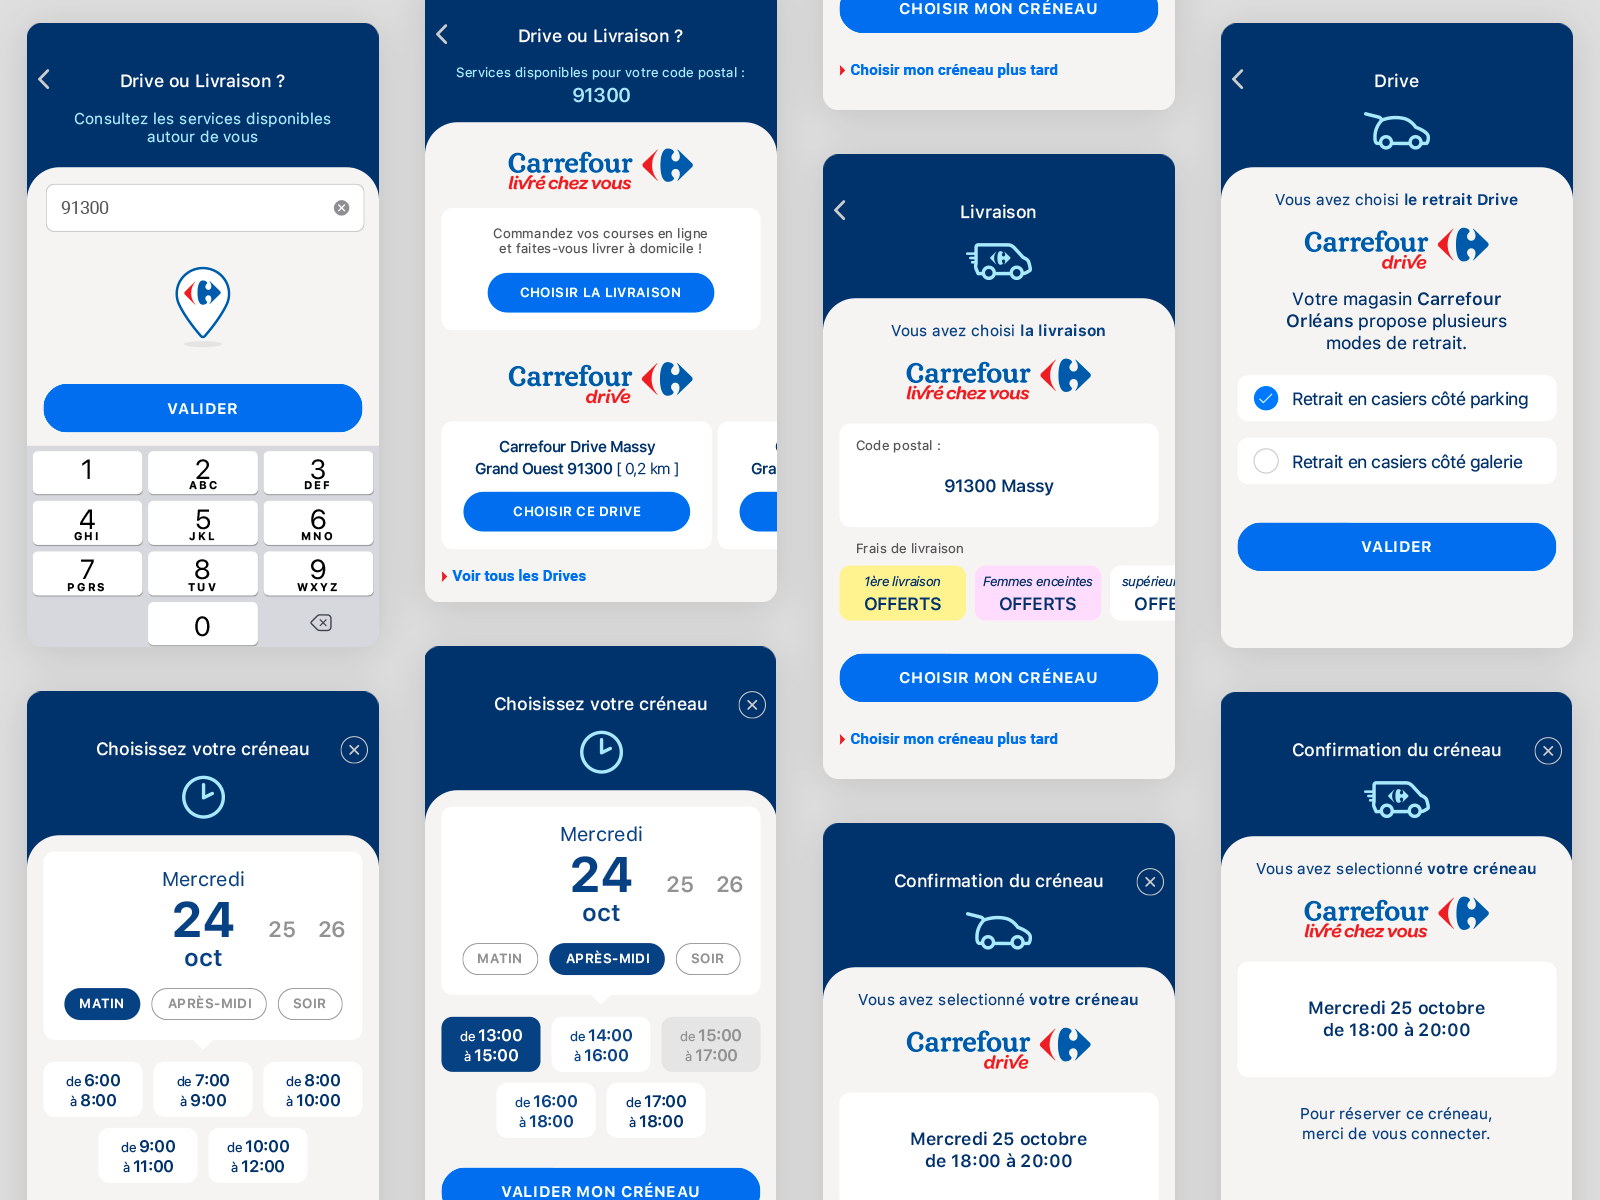 Drive ou Livraison ?
Consultez les services disponibles
autour de vous
91300
VALIDER
1
2
ABC
3
DEF
4
GHI
5
JKL
6
MNO
7
PGRS
8
TUV
9
WXYZ
0
Choisissez votre créneau
Mercredi
24 25 26
oct
MATIN APRÈS-MIDI SOIR
de 6:00
à 8:00
de 7:00
à 9:00
de 8:00
à 10:00
de 9:00
à 11:00
de 10:00
à 12:00
Drive ou Livraison ?
Services disponibles pour votre code postal :
91300
Carrefour
livré chez vous
Commandez vos courses en ligne
et faites-vous livrer à domicile !
CHOISIR LA LIVRAISON
Carrefour
drive
Carrefour Drive Massy
Grand Ouest 91300 [ 0,2 km ]
CHOISIR CE DRIVE
Gra
Voir tous les Drives
Choisissez votre créneau
Mercredi
24 25 26
oct
MATIN APRÈS-MIDI SOIR
de 13:00
à 15:00
de 14:00
à 16:00
de 15:00
à 17:00
de 16:00
à 18:00
de 17:00
à 18:00
VALIDER MON CRÉNEAU
CHOISIR MON CRÉNEAU
Choisir mon créneau plus tard
Livraison
Vous avez choisi la livraison
Carrefour
livré chez vous
Code postal :
91300 Massy
Frais de livraison
1ère livraison
OFFERTS
Femmes enceintes
OFFERTS
supérieur
OFFE
CHOISIR MON CRÉNEAU
Choisir mon créneau plus tard
Confirmation du créneau
Vous avez selectionné votre créneau
Carrefour
drive
Mercredi 25 octobre
de 18:00 à 20:00
Drive
Vous avez choisi le retrait Drive
Carrefour
drive
Votre magasin Carrefour
Orléans propose plusieurs
modes de retrait.
Retrait en casiers côté parking
Retrait en casiers côté galerie
VALIDER
Confirmation du créneau
Vous avez selectionné votre créneau
Carrefour
livré chez vous
Mercredi 25 octobre
de 18:00 à 20:00
Pour réserver ce créneau,
merci de vous connecter.